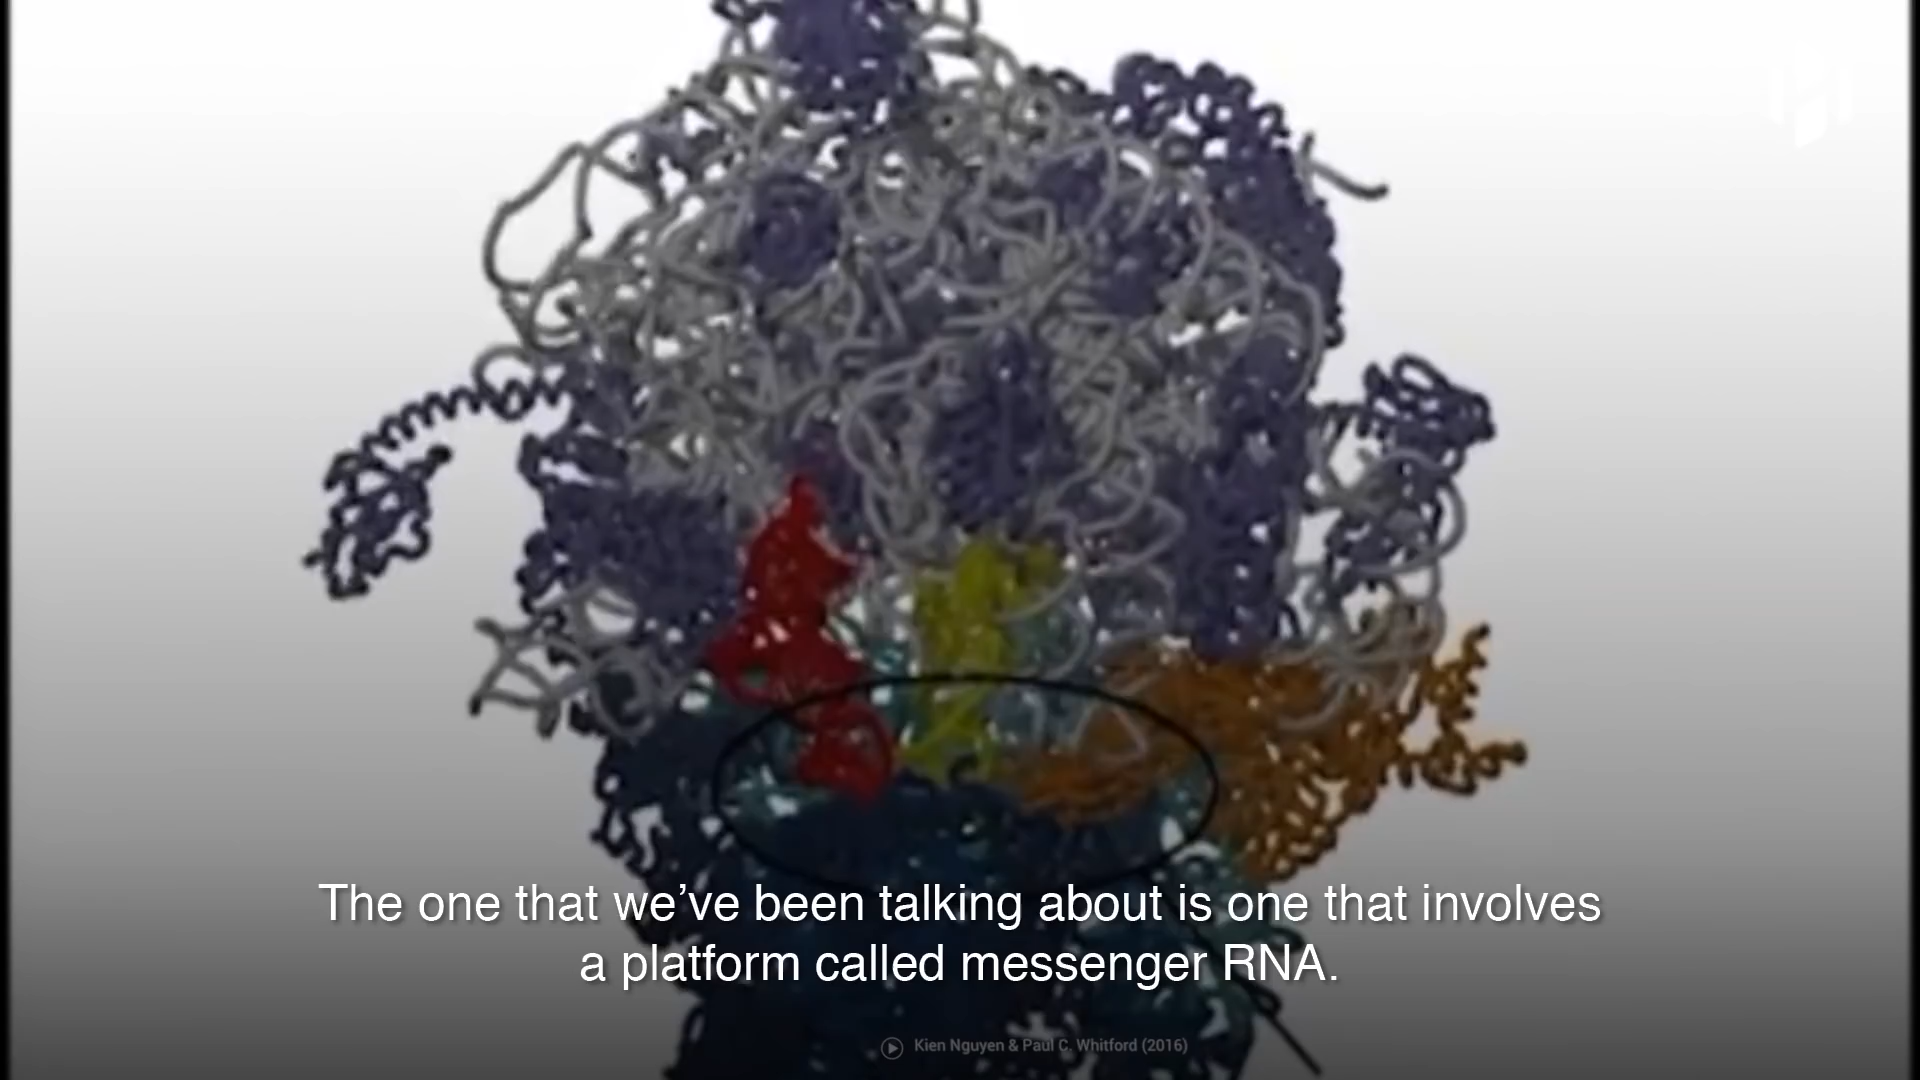 The one that we’ve been talking about is one that involves
a platform called messenger RNA.
Kien Nguyen & Paul C. Whitford (2016)